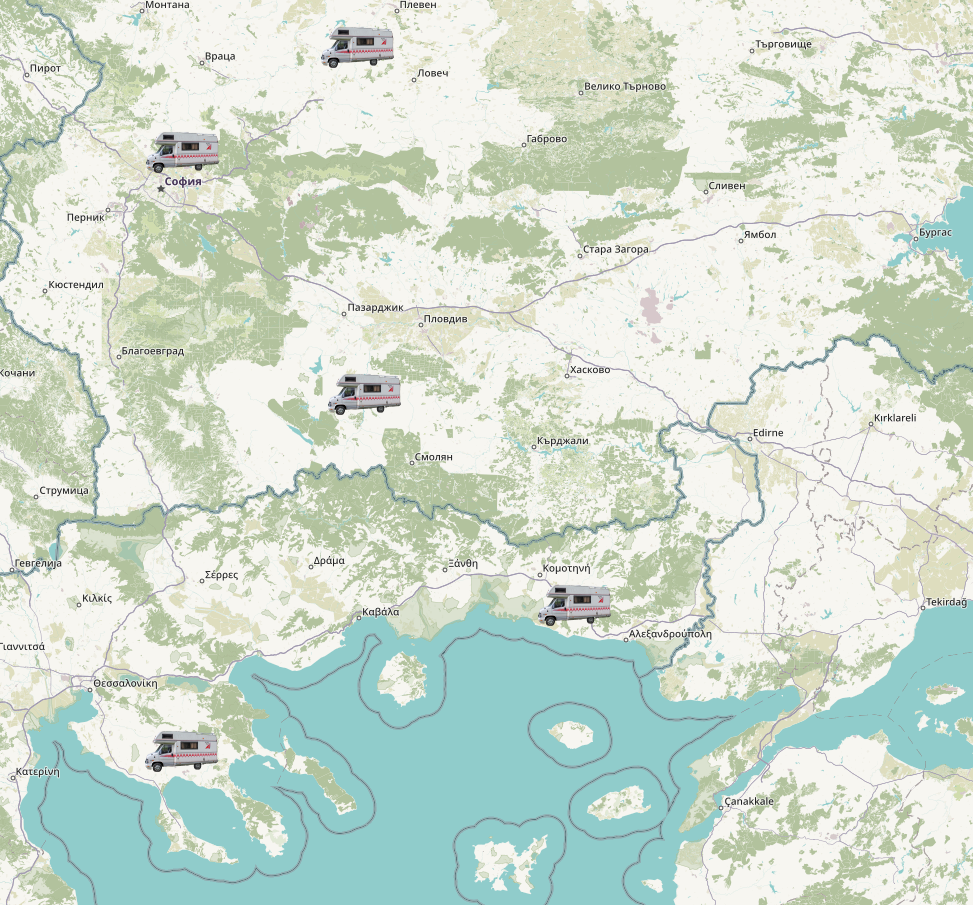 Монтана
Плевен
Търговище
Враца
Пирот
Ловеч
Велико Търново
Габрово
София
Сливен
Перник
Бургас
Ямбол
Стара Загора
Кюстендил
Пазарджик
Пловдив
Благоевград
Кочани
Хасково
Kırklareli
Edirne
Кърджали
Смолян
Струмица
Гевгелија
Δράμα
Ξάνθη
Κομοτηνή
Σέρρες
Κιλκίς
Καβάλα
Tekirdağ
Αλεξανδρούπολη
Γιαννιτσά
Θεσσαλονίκη
Κατερίνη
Çanakkale